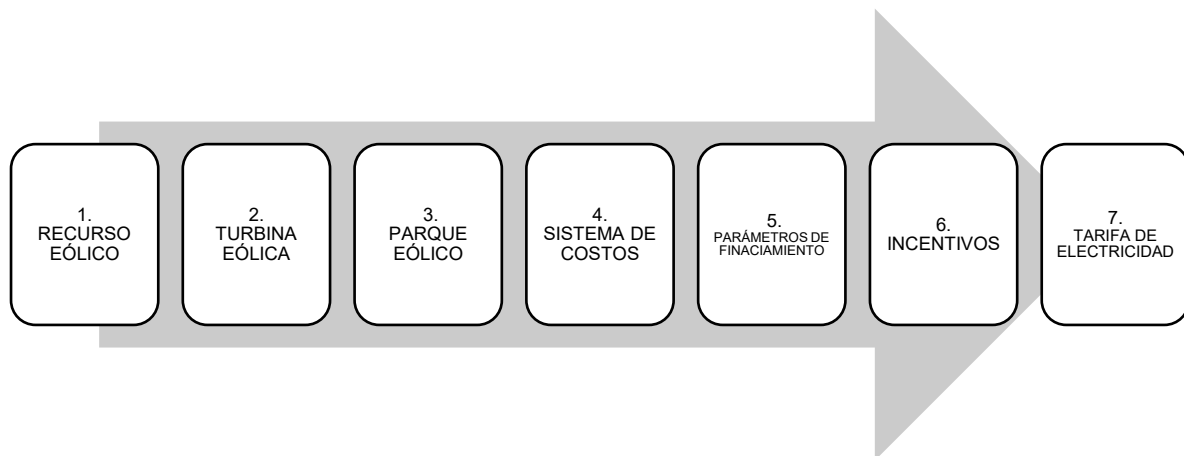 1.
RECURSO
EÓLICO
2.
TURBINA
EÓLICA
3.
PARQUE
EÓLICO
4.
SISTEMA DE
COSTOS
5.
PARÁMETROS DE
FINACIAMIENTO
6.
INCENTIVOS
7.
TARIFA DE
ELECTRICIDAD